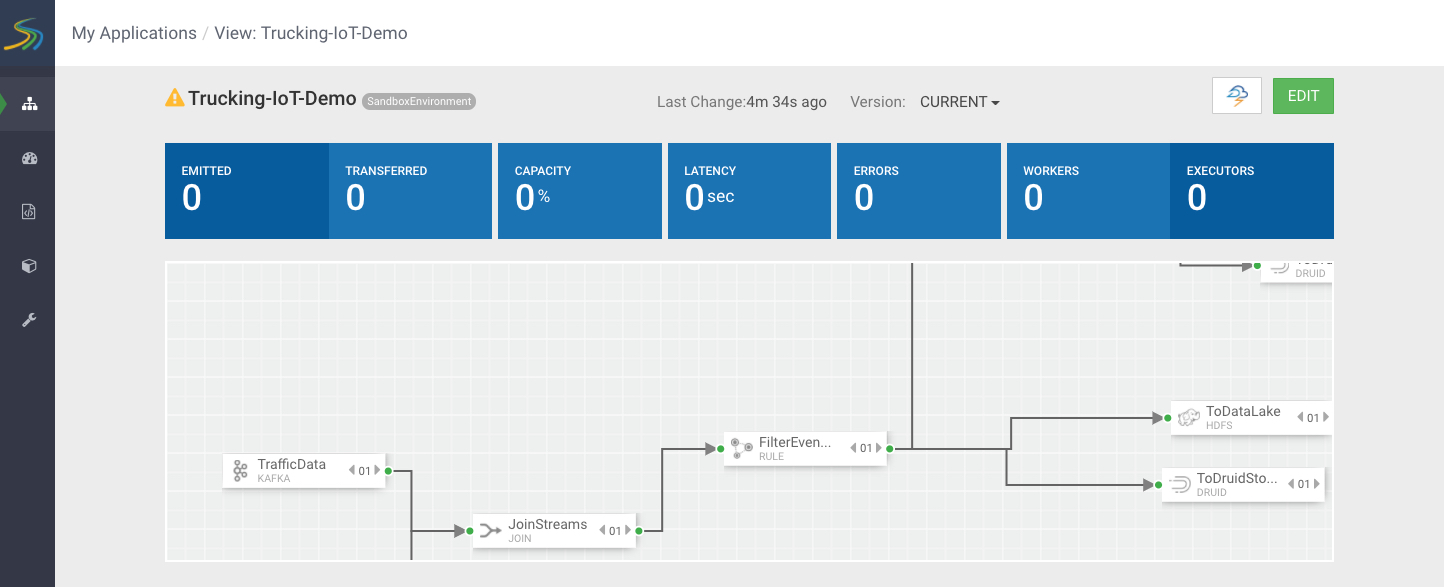 My Applications / View: Trucking-IoT-Demo
Trucking-IoT-Demo SandboxEnvironment
Last Change:4m 34s ago Version: CURRENT
EDIT
EMITTED
0
TRANSFERRED
0
CAPACITY
0 %
LATENCY
0 sec
ERRORS
0
WORKERS
0
EXECUTORS
0
DRUID
ToDataLake 01
HDFS
FilterEven... 01
RULE
TrafficData 01
KAFKA
ToDruidSto... 01
DRUID
JoinStreams 01
JOIN